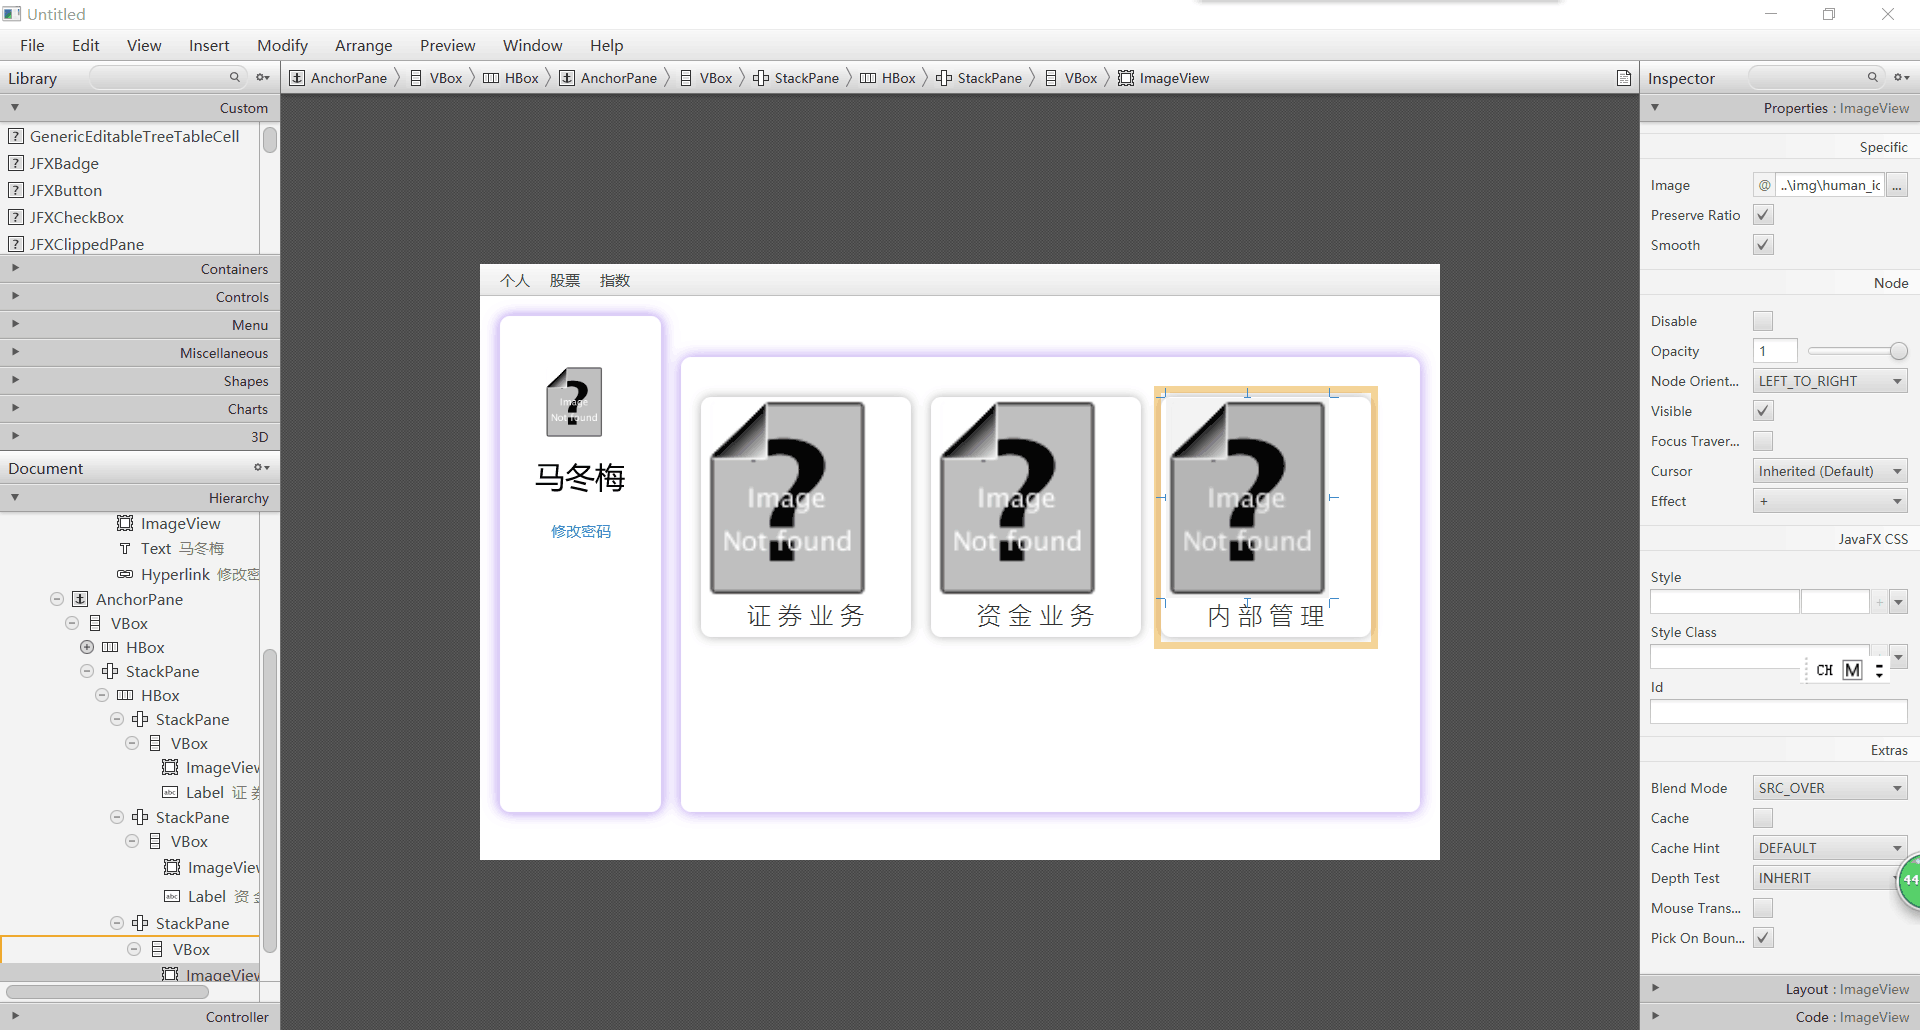 Untitled
File Edit View Insert Modify Arrange Preview Window Help
Library
AnchorPane VBox HBox AnchorPane VBox StackPane HBox StackPane VBox ImageView
Inspector
Custom
GenericEditableTreeTableCell
JFXBadge
JFXButton
JFXCheckBox
JFXClippedPane
Containers
Controls
Menu
Miscellaneous
Shapes
Charts
3D
Document
Hierarchy
ImageView
Text 马冬梅
Hyperlink 修改密
AnchorPane
VBox
HBox
StackPane
HBox
StackPane
VBox
ImageView
Label 证 券
StackPane
VBox
ImageView
Label 资 金
StackPane
VBox
ImageView
Controller
个人 股票 指数
Image
Not found
马冬梅
修改密码
Image
Not found
证 券 业 务
Image
Not found
资 金 业 务
Image
Not found
内 部 管 理
Properties : ImageView
Specific
Image @ ..\img\human_ic ...
Preserve Ratio
Smooth
Node
Disable
Opacity 1
Node Orient... LEFT_TO_RIGHT
Visible
Focus Traver...
Cursor Inherited (Default)
Effect +
JavaFX CSS
Style
+
Style Class
CH M
Id
Extras
Blend Mode SRC_OVER
Cache
Cache Hint DEFAULT
Depth Test INHERIT
44
Mouse Trans...
Pick On Boun...
Layout : ImageView
Code : ImageView